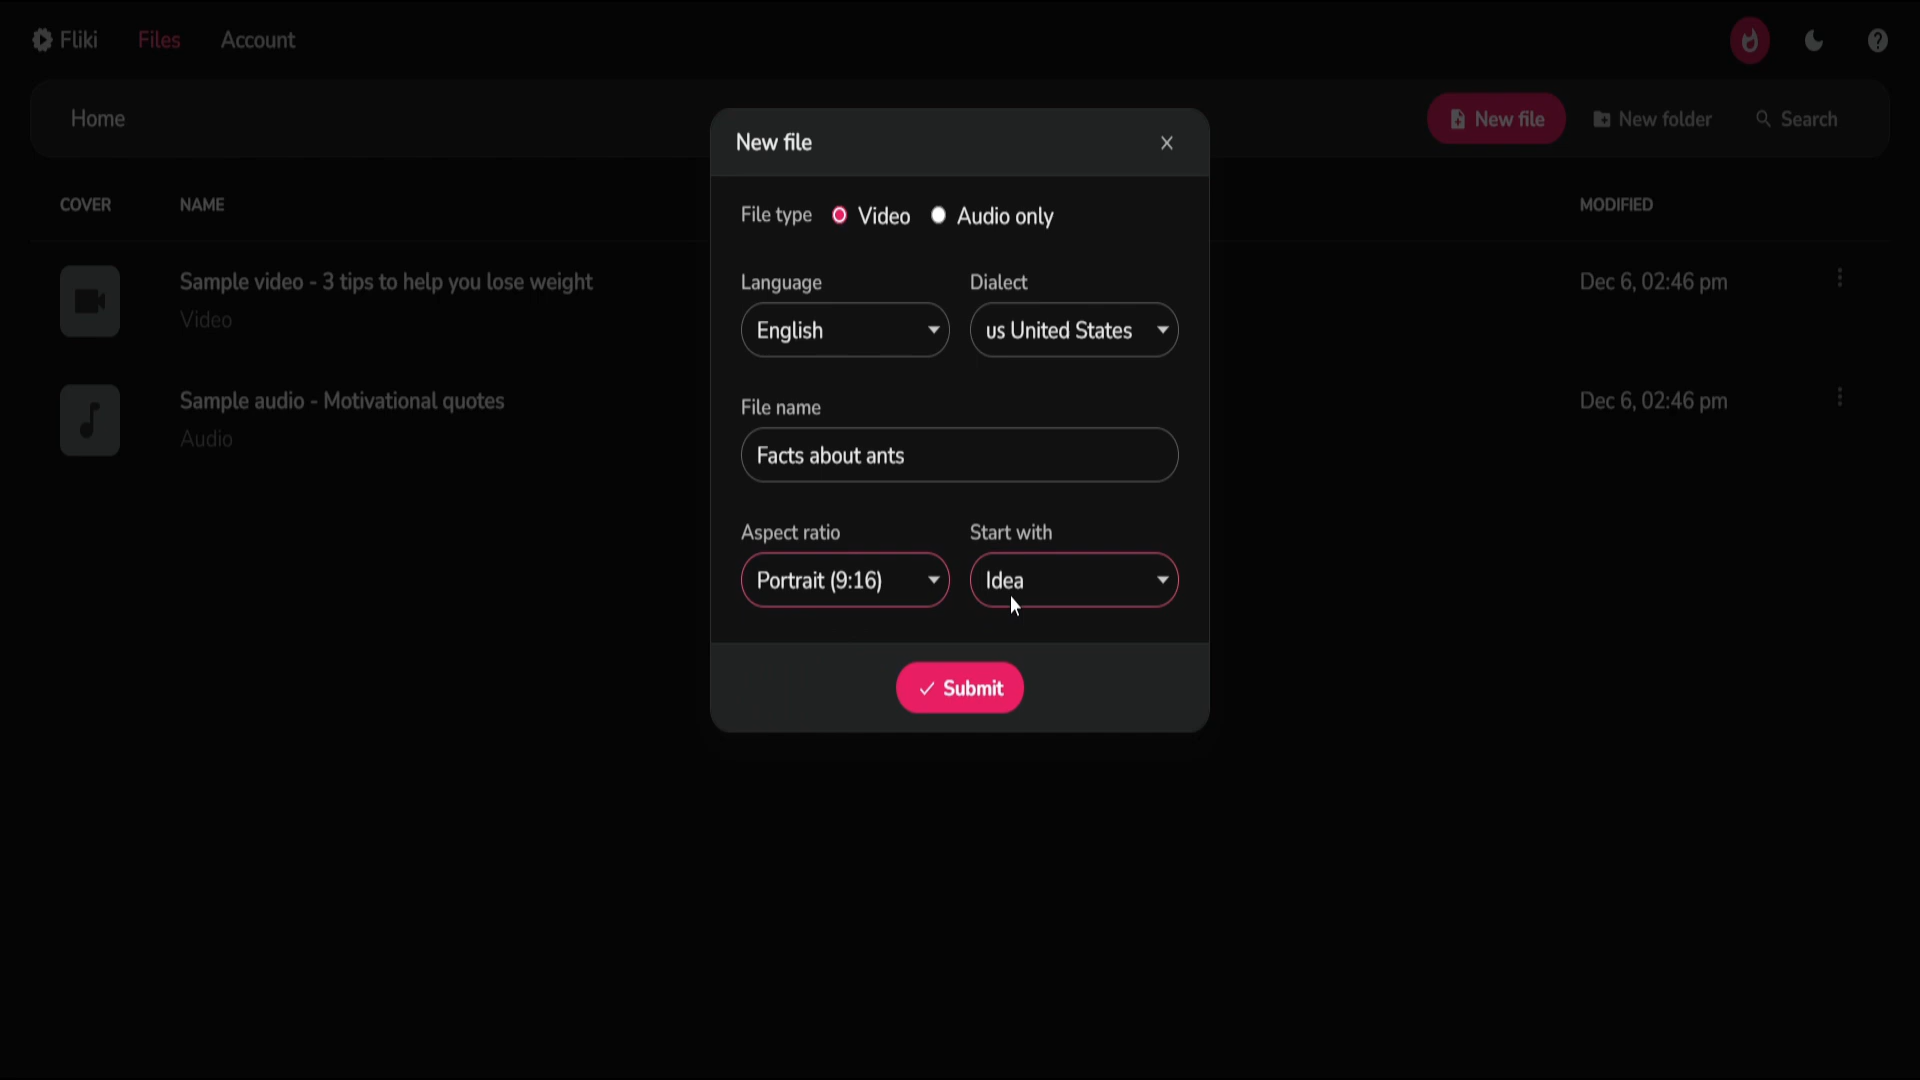 Fliki Files Account
Home New file New folder Search
COVER NAME MODIFIED
Sample video - 3 tips to help you lose weight Dec 6, 02:46 pm
Video
Sample audio - Motivational quotes Dec 6, 02:46 pm
Audio
New file
File type Video Audio only
Language Dialect
English us United States
File name
Facts about ants
Aspect ratio Start with
Portrait (9:16) Idea
Submit